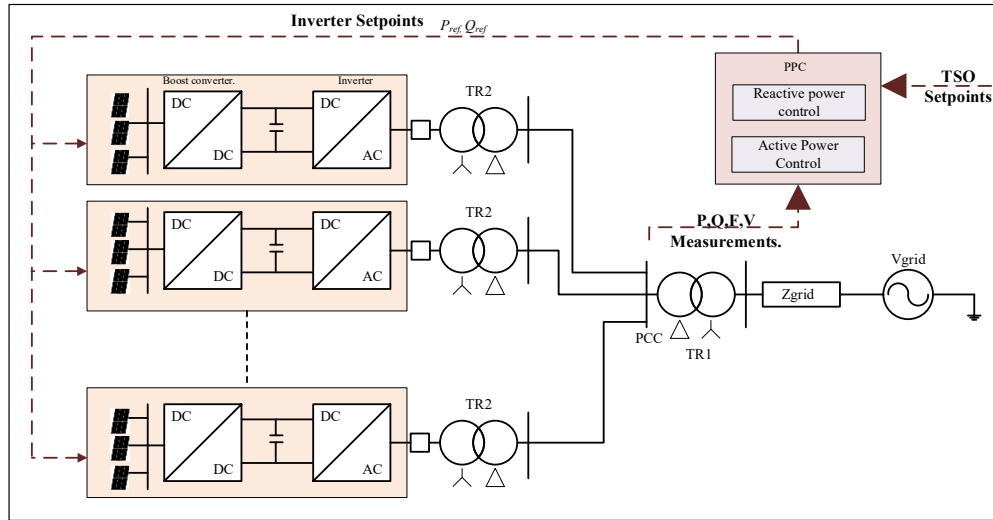 Inverter Setpoints P_ref, Q_ref
PPC
Reactive power
control
Active Power
Control
TSO
Setpoints
Boost converter.
Inverter
DC
DC
DC
AC
TR2
DC
DC
DC
AC
TR2
P,Q,F,V
Measurements.
PCC
TR1
Zgrid
Vgrid
DC
DC
DC
AC
TR2